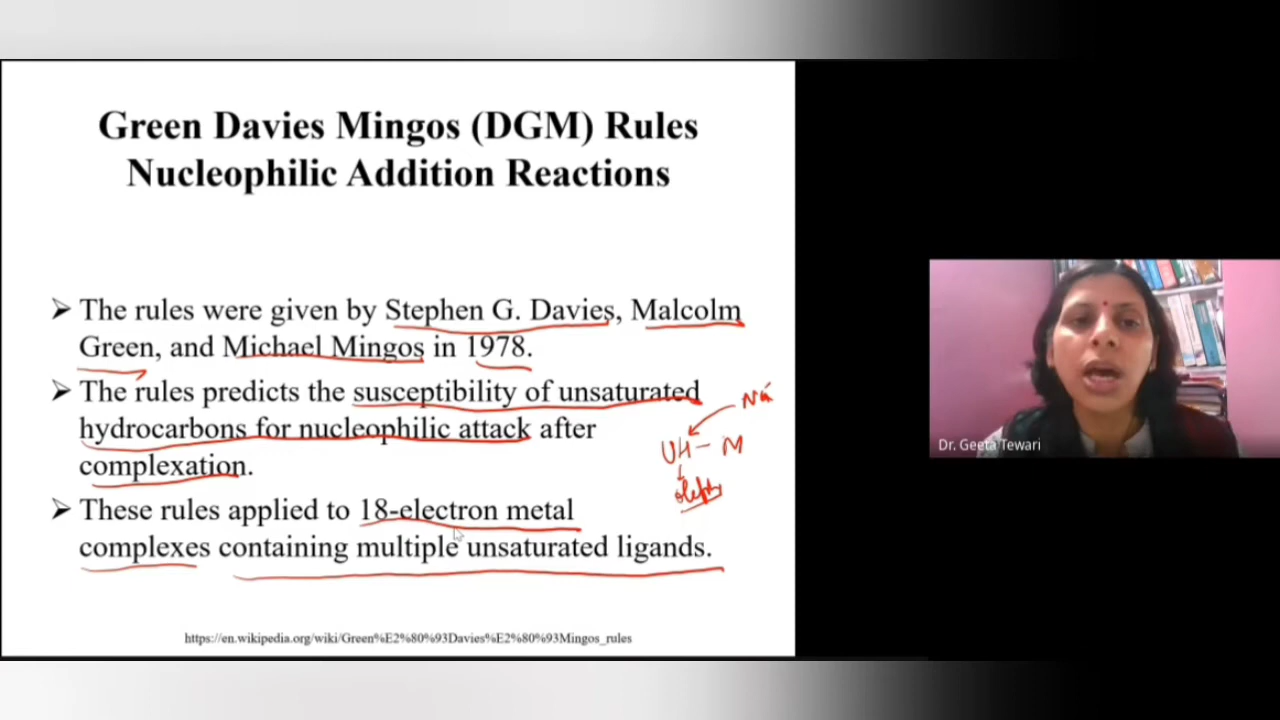 Green Davies Mingos (DGM) Rules
Nucleophilic Addition Reactions
➢ The rules were given by Stephen G. Davies, Malcolm
Green, and Michael Mingos in 1978.
➢ The rules predicts the susceptibility of unsaturated
hydrocarbons for nucleophilic attack after
complexation.
➢ These rules applied to 18-electron metal
complexes containing multiple unsaturated ligands.
UH - M
https://en.wikipedia.org/wiki/Green%E2%80%93Davies%E2%80%93Mingos_rules
Dr. Geeta Tewari